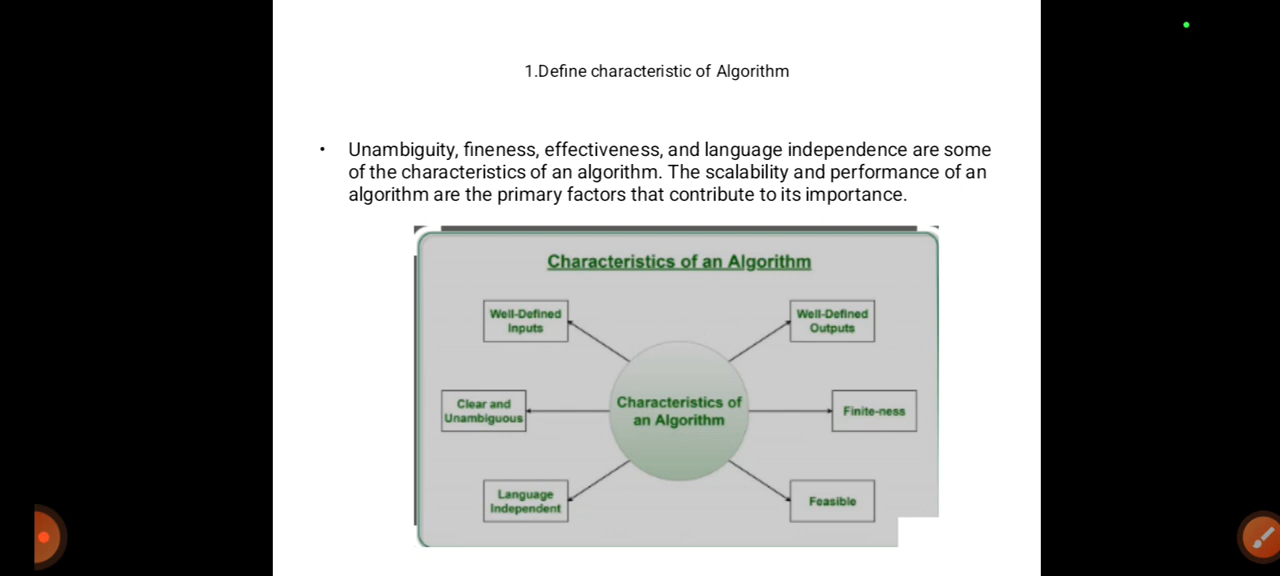 1.Define characteristic of Algorithm
• Unambiguity, fineness, effectiveness, and language independence are some
of the characteristics of an algorithm. The scalability and performance of an
algorithm are the primary factors that contribute to its importance.
Characteristics of an Algorithm
Well-Defined
Inputs
Well-Defined
Outputs
Clear and
Unambiguous
Characteristics of
an Algorithm
Finite-ness
Language
Independent
Feasible